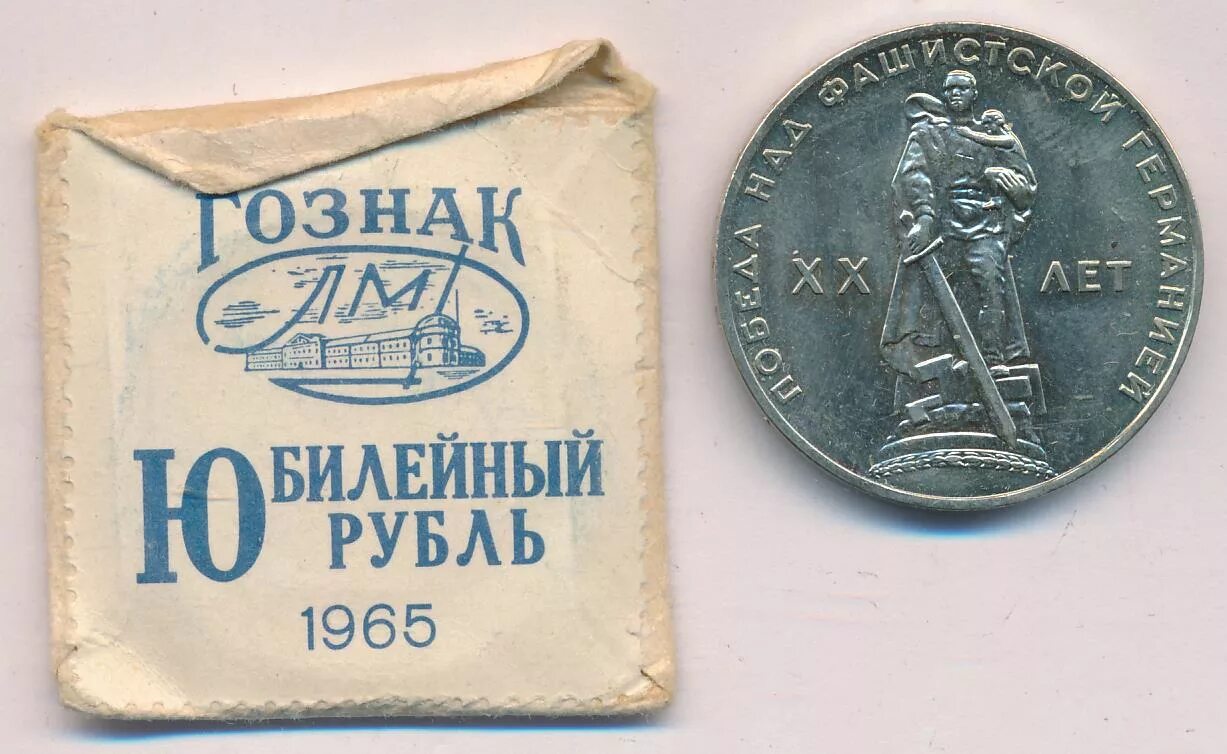 ГОЗНАК
ЛМ
ЮБИЛЕЙНЫЙ
РУБЛЬ
1965
ПОБЕДА НАД ФАШИСТСКОЙ ГЕРМАНИЕЙ
XX ЛЕТ